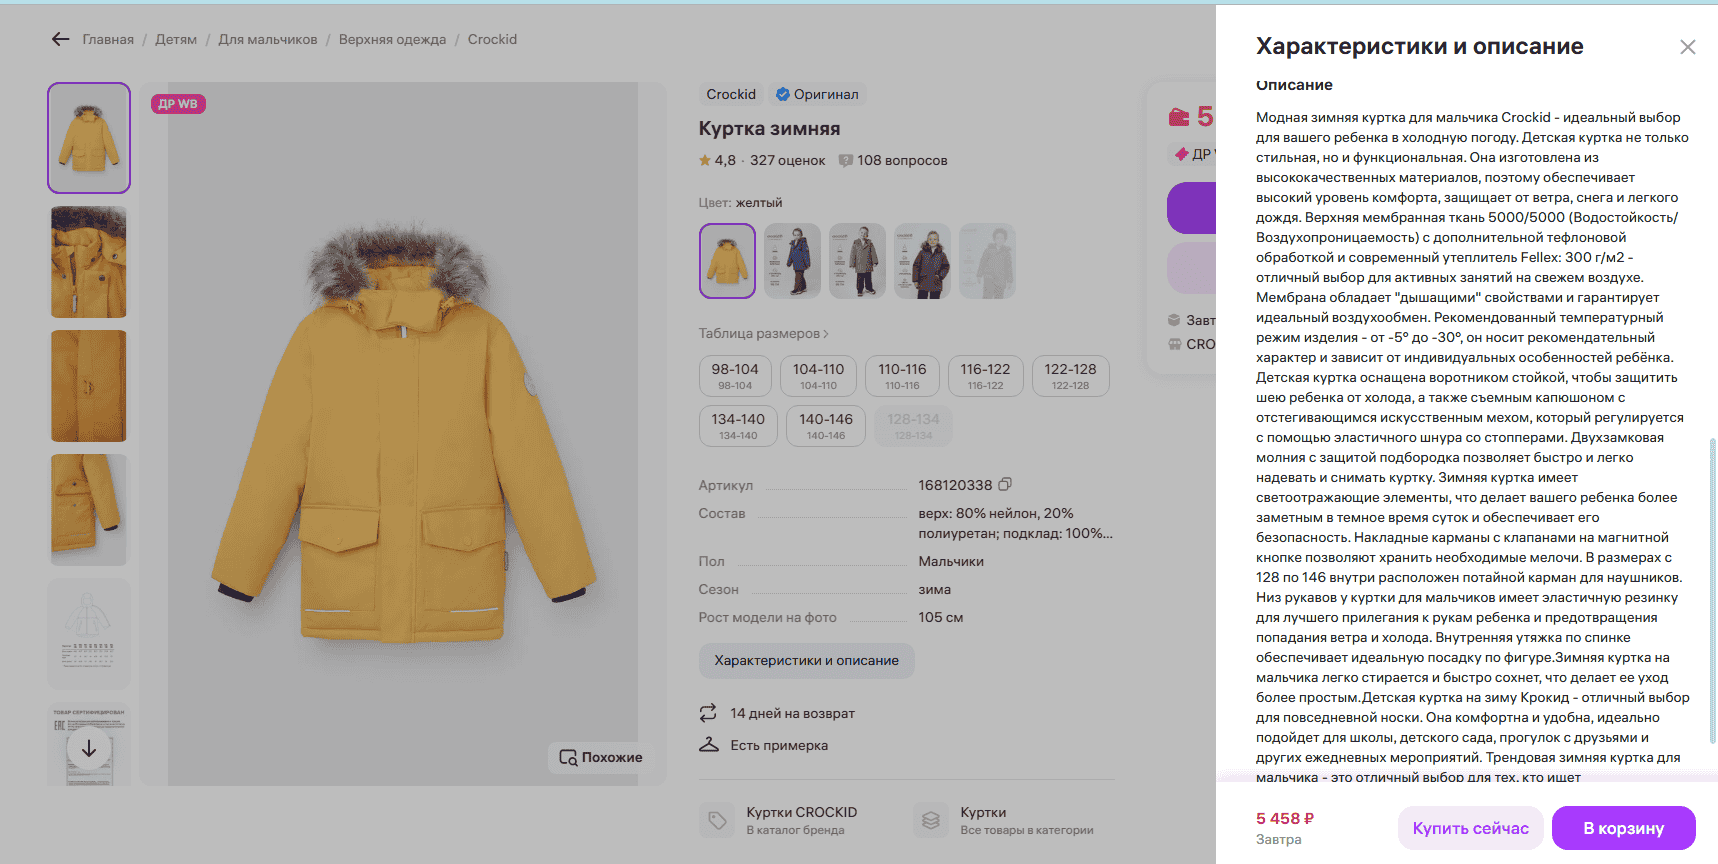 Главная / Детям / Для мальчиков / Верхняя одежда / Crockid
ДР WB
ТОВАР СЕРТИФИЦИРОВАН
EAC
Похожие
Crockid
Оригинал
Куртка зимняя
4,8 · 327 оценок
108 вопросов
Цвет: желтый
Таблица размеров
98-104
98-104
104-110
104-110
110-116
110-116
116-122
116-122
122-128
122-128
134-140
134-140
140-146
140-146
128-134
128-134
Артикул 168120338
Состав верх: 80% нейлон, 20%
полиуретан; подклад: 100%...
Пол Мальчики
Сезон зима
Рост модели на фото 105 см
Характеристики и описание
14 дней на возврат
Есть примерка
Куртки CROCKID
В каталог бренда
Куртки
Все товары в категории
5
ДР
Завт
CRO
Характеристики и описание
Описание
Модная зимняя куртка для мальчика Crockid - идеальный выбор
для вашего ребенка в холодную погоду. Детская куртка не только
стильная, но и функциональная. Она изготовлена из
высококачественных материалов, поэтому обеспечивает
высокий уровень комфорта, защищает от ветра, снега и легкого
дождя. Верхняя мембранная ткань 5000/5000 (Водостойкость/
Воздухопроницаемость) с дополнительной тефлоновой
обработкой и современный утеплитель Fellex: 300 г/м2 -
отличный выбор для активных занятий на свежем воздухе.
Мембрана обладает "дышащими" свойствами и гарантирует
идеальный воздухообмен. Рекомендованный температурный
режим изделия - от -5° до -30°, он носит рекомендательный
характер и зависит от индивидуальных особенностей ребёнка.
Детская куртка оснащена воротником стойкой, чтобы защитить
шею ребенка от холода, а также съемным капюшоном с
отстегивающимся искусственным мехом, который регулируется
с помощью эластичного шнура со стопперами. Двухзамковая
молния с защитой подбородка позволяет быстро и легко
надевать и снимать куртку. Зимняя куртка имеет
светоотражающие элементы, что делает вашего ребенка более
заметным в темное время суток и обеспечивает его
безопасность. Накладные карманы с клапанами на магнитной
кнопке позволяют хранить необходимые мелочи. В размерах с
128 по 146 внутри расположен потайной карман для наушников.
Низ рукавов у куртки для мальчиков имеет эластичную резинку
для лучшего прилегания к рукам ребенка и предотвращения
попадания ветра и холода. Внутренняя утяжка по спинке
обеспечивает идеальную посадку по фигуре.Зимняя куртка на
мальчика легко стирается и быстро сохнет, что делает ее уход
более простым.Детская куртка на зиму Крокид - отличный выбор
для повседневной носки. Она комфортна и удобна, идеально
подойдет для школы, детского сада, прогулок с друзьями и
других ежедневных мероприятий. Трендовая зимняя куртка для
мальчика - это отличный выбор для тех, кто ищет
5 458 ₽
Завтра
Купить сейчас
В корзину